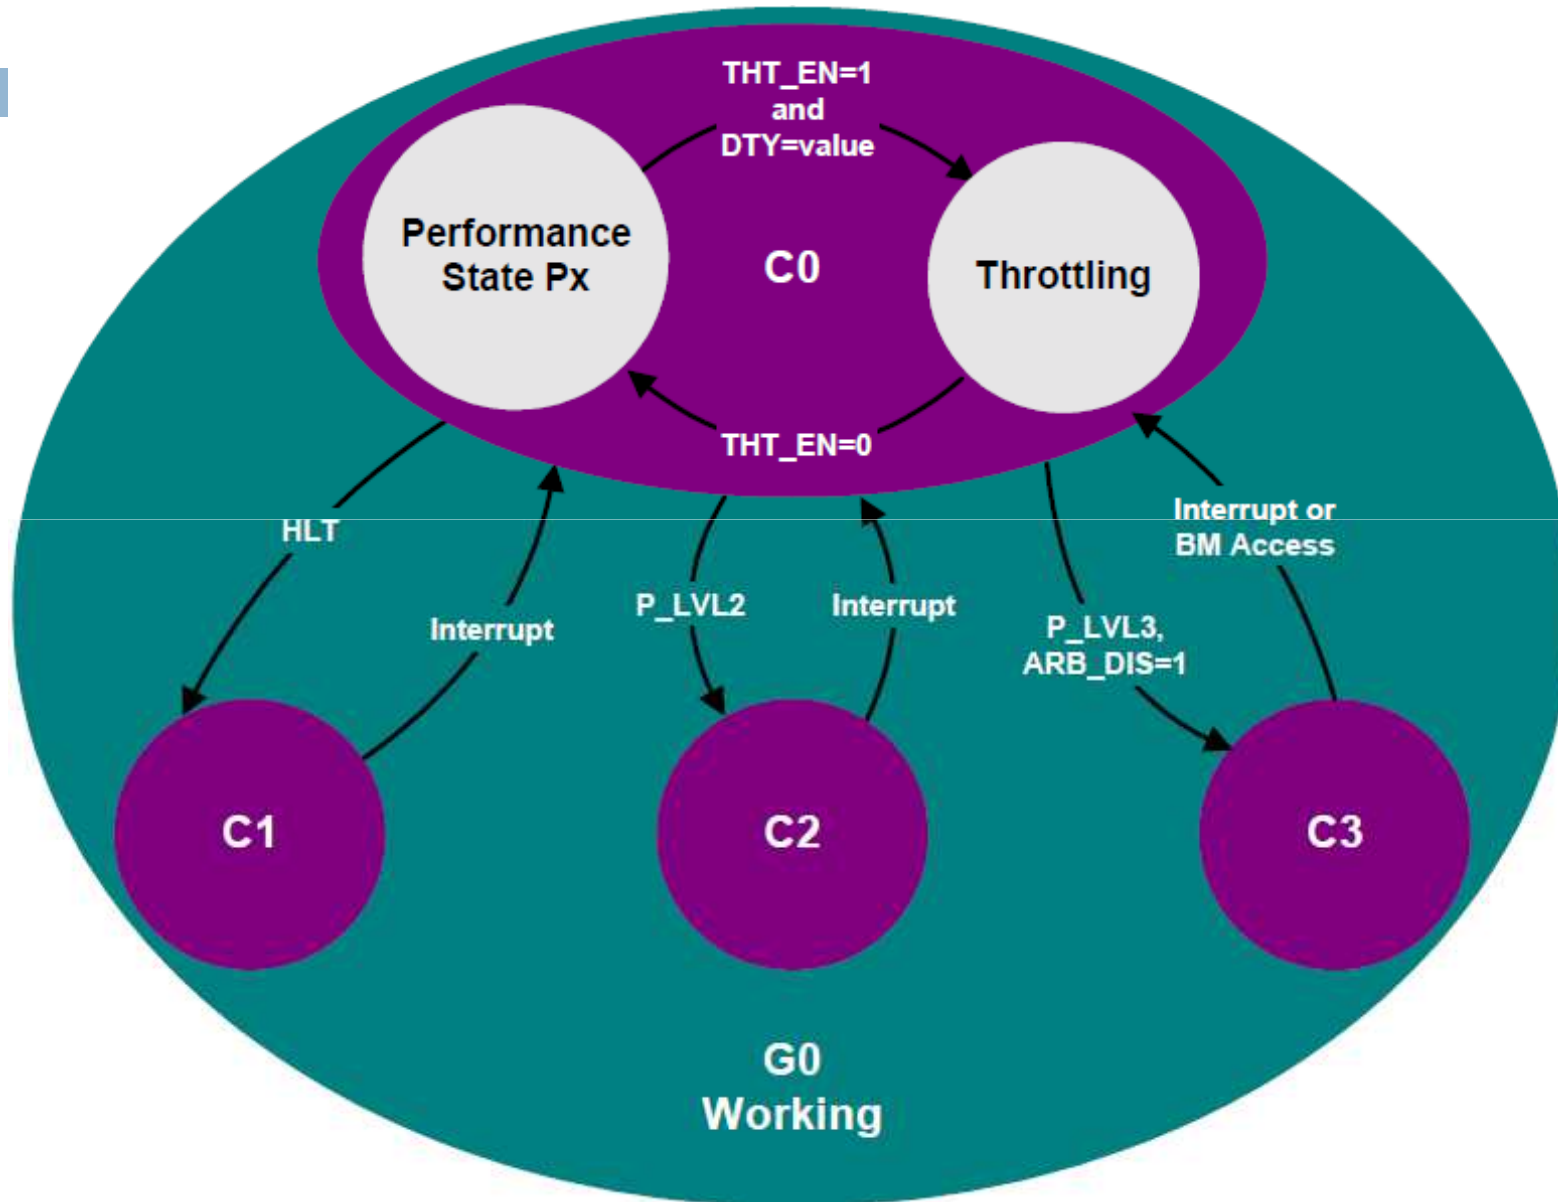 THT_EN=1
and
DTY=value
Performance
State Px
C0
Throttling
THT_EN=0
HLT
Interrupt
P_LVL2
Interrupt
P_LVL3,
ARB_DIS=1
Interrupt or
BM Access
C1
C2
C3
G0
Working